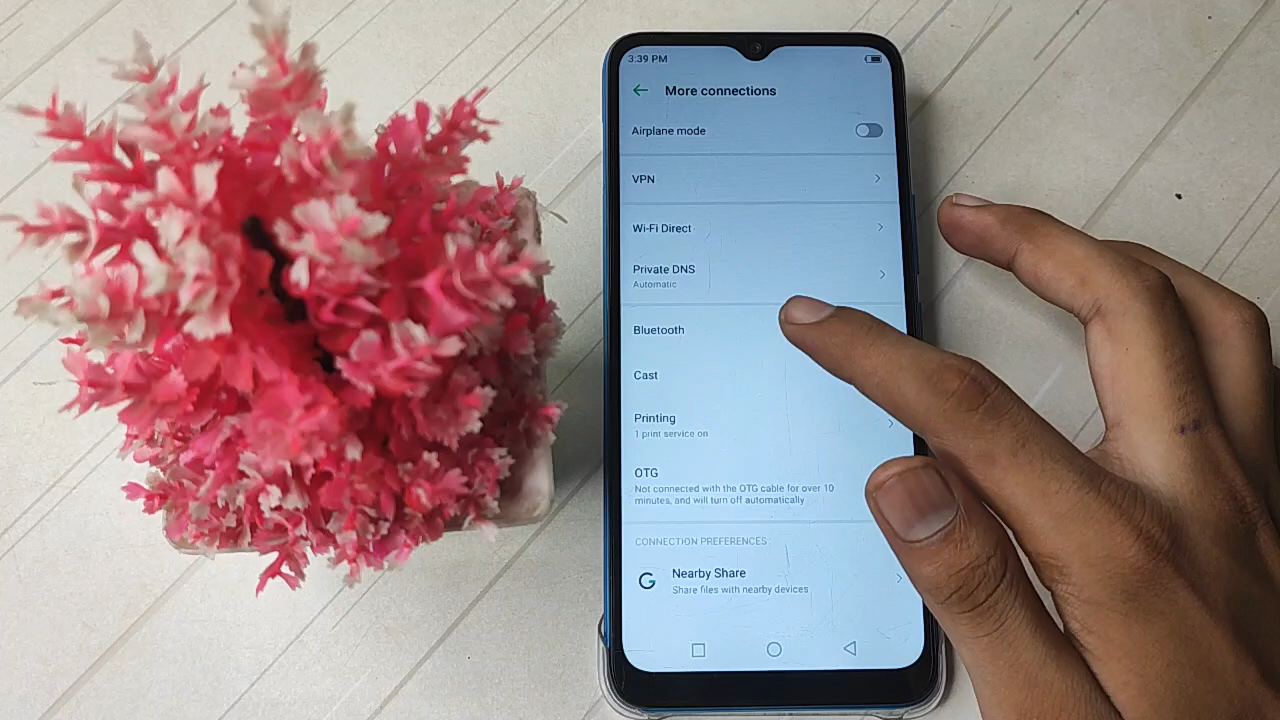 3:39 PM
More connections
Airplane mode
VPN
Wi-Fi Direct
Private DNS
Automatic
Bluetooth
Cast
Printing
1 print service on
OTG
Not connected with the OTG cable for over 10
minutes, and will turn off automatically
CONNECTION PREFERENCES
Nearby Share
Share files with nearby devices